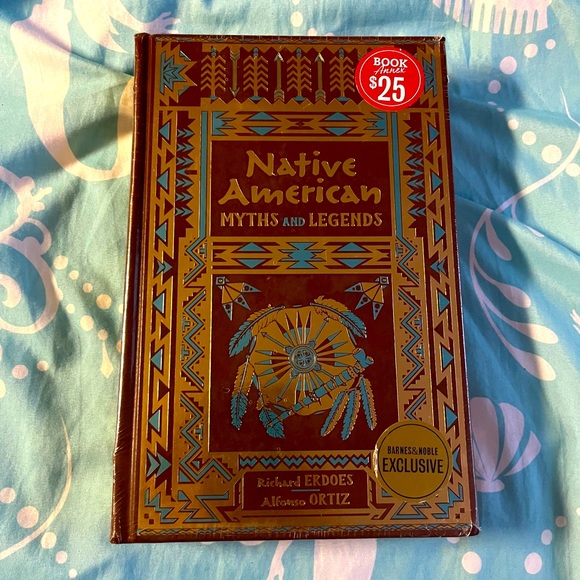 BOOK
Annex
$25
Native
American
MYTHS AND LEGENDS
BARNES&NOBLE
EXCLUSIVE
Richard ERDOES
Alfonso ORTIZ